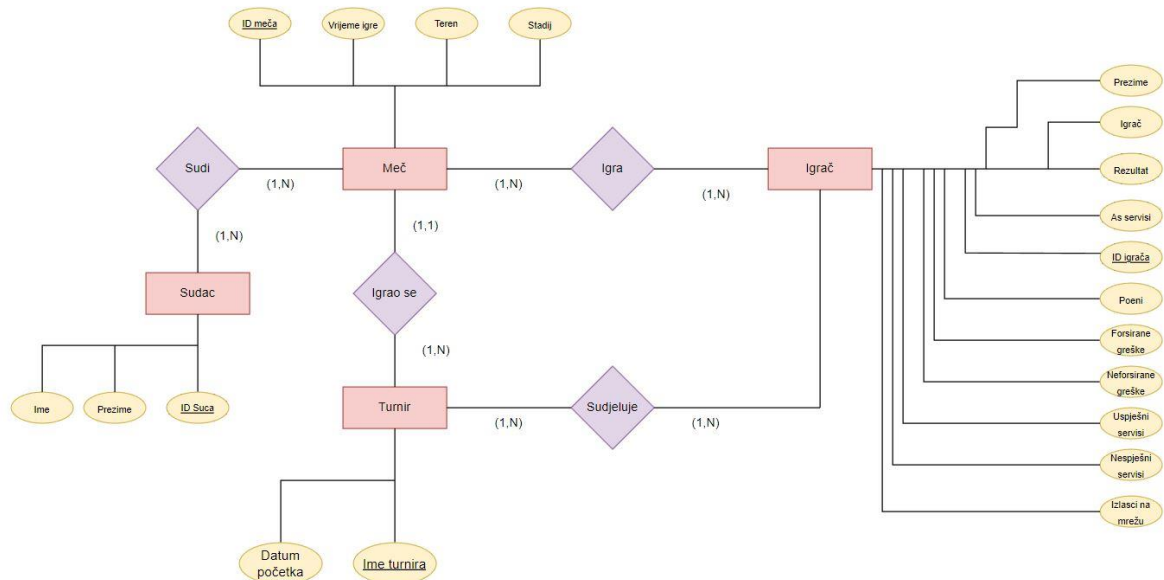 ID meča
Vrijeme igre
Teren
Stadij
Prezime
Igrač
Rezultat
As servisi
ID igrača
Poeni
Forsirane
greške
Neforsirane
greške
Uspješni
servisi
Nespješni
servisi
Izlasci na
mrežu
Sudi
(1,N)
Meč
(1,N)
Igra
(1,N)
Igrač
(1,N)
(1,1)
Sudac
Igrao se
(1,N)
Ime
Prezime
ID Suca
Turnir
(1,N)
Sudjeluje
(1,N)
Datum
početka
Ime turnira